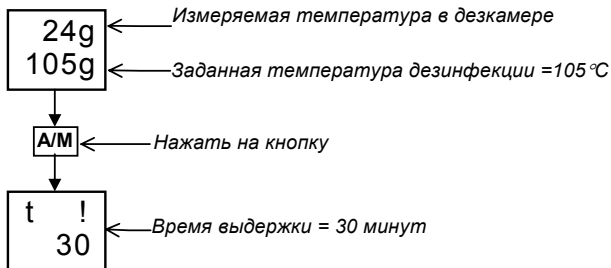 24g Измеряемая температура в дезкамере
105g Заданная температура дезинфекции =105°C
A/M Нажать на кнопку
t !
30 Время выдержки = 30 минут